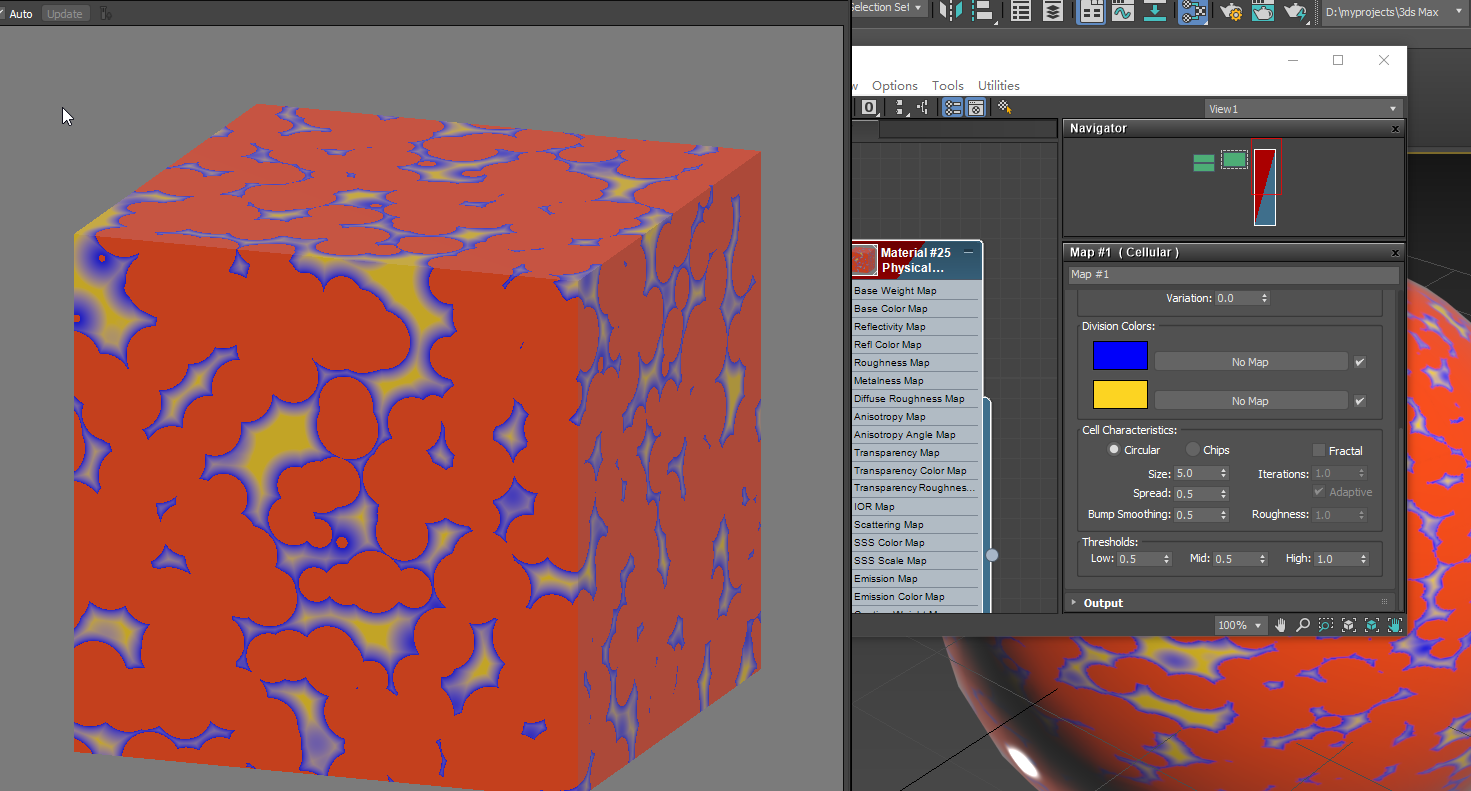 Auto Update
Selection Set
D:\myprojects\3ds Max
Options Tools Utilities
View1
Navigator
Material #25
Physical...
Base Weight Map
Base Color Map
Reflectivity Map
Refl Color Map
Roughness Map
Metalness Map
Diffuse Roughness Map
Anisotropy Map
Anisotropy Angle Map
Transparency Map
Transparency Color Map
Transparency Roughnes...
IOR Map
Scattering Map
SSS Color Map
SSS Scale Map
Emission Map
Emission Color Map
Map #1 ( Cellular )
Map #1
Variation: 0.0
Division Colors:
No Map
No Map
Cell Characteristics:
Circular Chips Fractal
Size: 5.0 Iterations: 1.0
Spread: 0.5 Adaptive
Bump Smoothing: 0.5 Roughness: 1.0
Thresholds:
Low: 0.5 Mid: 0.5 High: 1.0
Output
100%